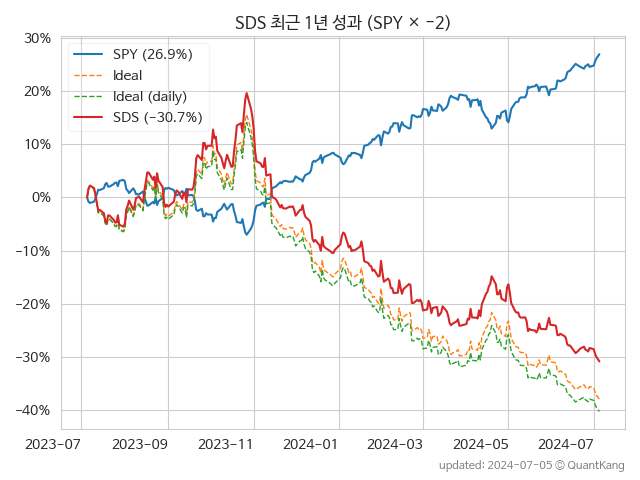 SDS 최근 1년 성과 (SPY × −2)
SPY (26.9%)
Ideal
Ideal (daily)
SDS (−30.7%)
30%
20%
10%
0%
−10%
−20%
−30%
−40%
2023-07
2023-09
2023-11
2024-01
2024-03
2024-05
2024-07
updated: 2024-07-05 © QuantKang